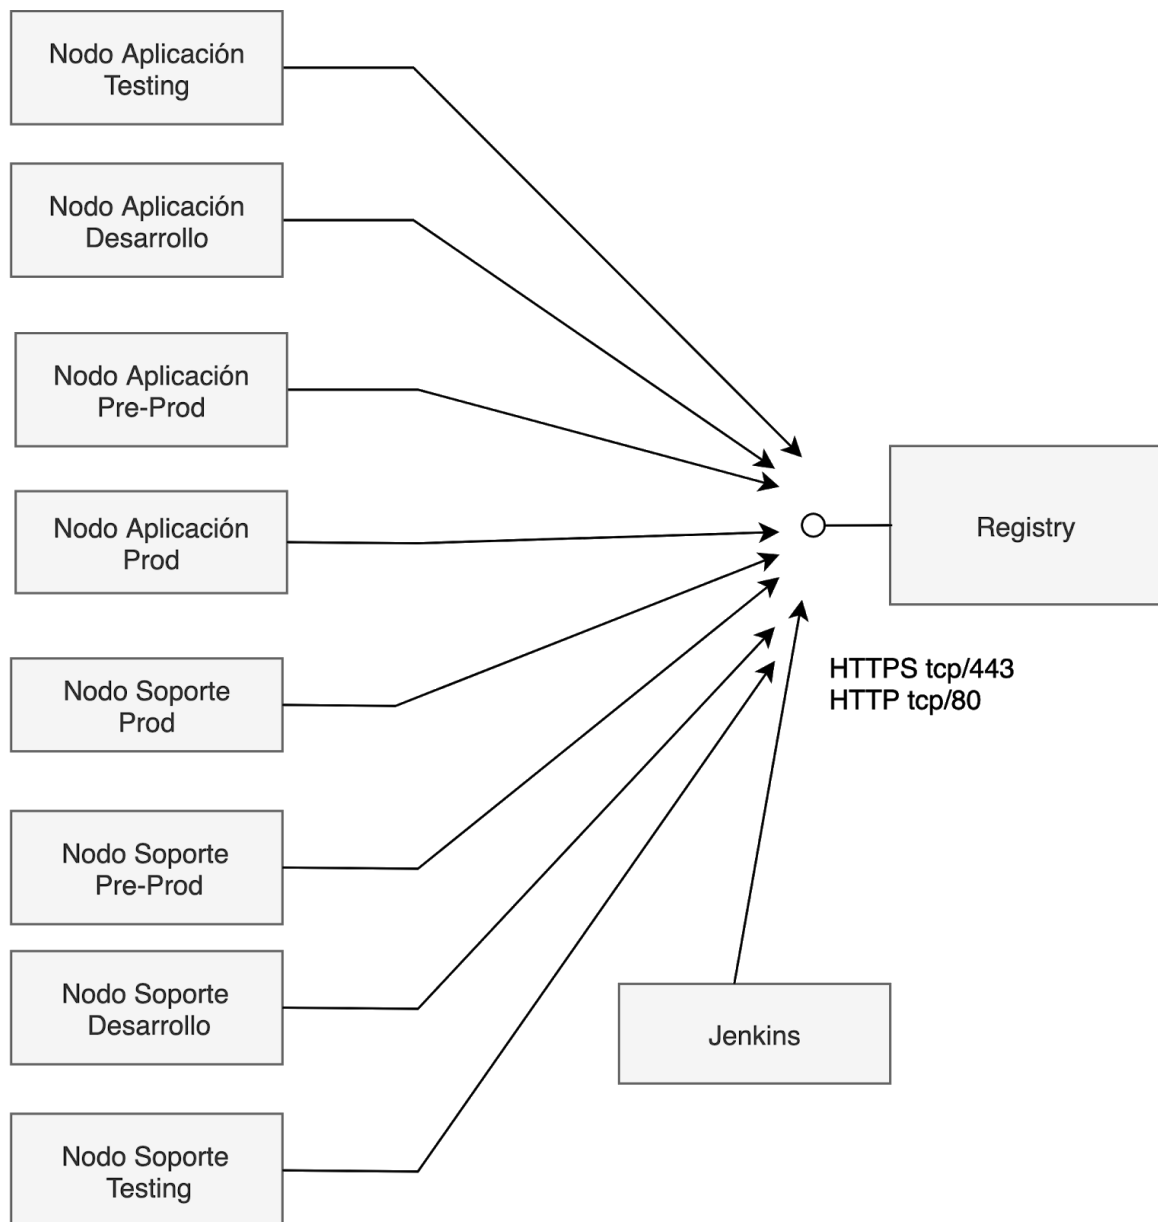 Nodo Aplicación
Testing
Nodo Aplicación
Desarrollo
Nodo Aplicación
Pre-Prod
Nodo Aplicación
Prod
Registry
Nodo Soporte
Prod
HTTPS tcp/443
HTTP tcp/80
Nodo Soporte
Pre-Prod
Nodo Soporte
Desarrollo
Jenkins
Nodo Soporte
Testing